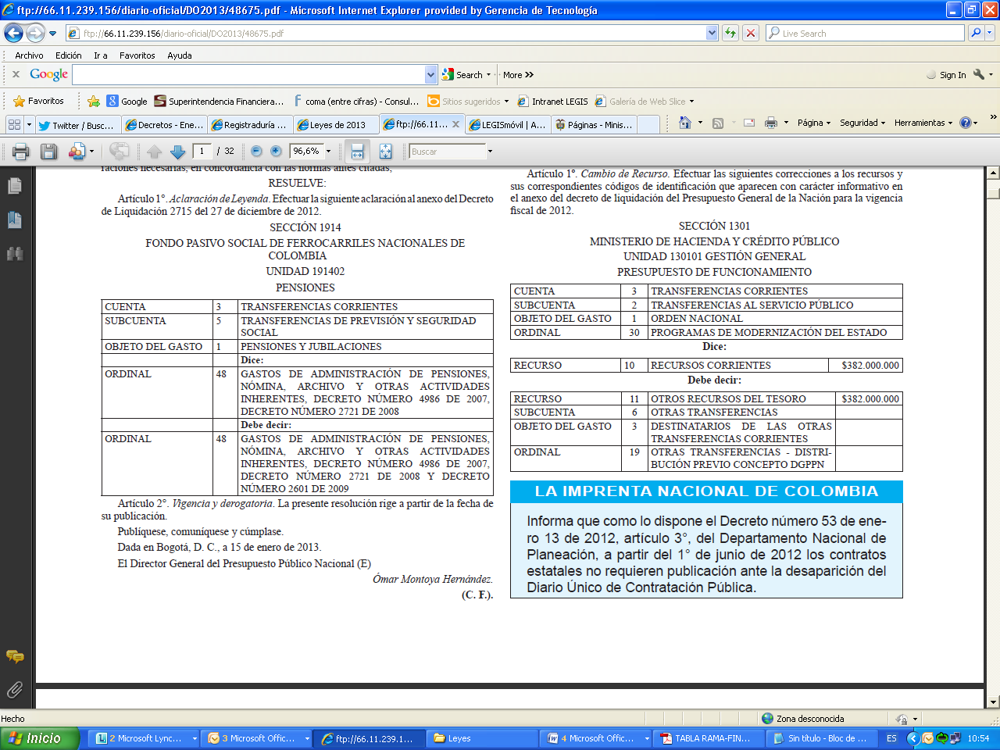 ftp://66.11.239.156/diario-oficial/DO2013/48675.pdf - Microsoft Internet Explorer provided by Gerencia de Tecnología
ftp://66.11.239.156/diario-oficial/DO2013/48675.pdf
Live Search
Archivo Edición Ir a Favoritos Ayuda
x Google Search More » Sign In
Favoritos Google Superintendencia Financiera... coma (entre cifras) - Consul... Sitios sugeridos Intranet LEGIS Galería de Web Slice
Twitter / Busc... Decretos - Ene... Registraduría ... Leyes de 2013 ftp://66.11.... LEGISmóvil | A... Páginas - Minis... Página Seguridad Herramientas »
1 / 32 96,6% Buscar
raciones necesarias, en concordancia con las normas antes citadas,
RESUELVE:
Artículo 1°. Aclaración de Leyenda. Efectuar la siguiente aclaración al anexo del Decreto
de Liquidación 2715 del 27 de diciembre de 2012.
SECCIÓN 1914
FONDO PASIVO SOCIAL DE FERROCARRILES NACIONALES DE
COLOMBIA
UNIDAD 191402
PENSIONES
CUENTA 3 TRANSFERENCIAS CORRIENTES
SUBCUENTA 5 TRANSFERENCIAS DE PREVISIÓN Y SEGURIDAD
SOCIAL
OBJETO DEL GASTO 1 PENSIONES Y JUBILACIONES
Dice:
ORDINAL 48 GASTOS DE ADMINISTRACIÓN DE PENSIONES,
NÓMINA, ARCHIVO Y OTRAS ACTIVIDADES
INHERENTES, DECRETO NÚMERO 4986 DE 2007,
DECRETO NÚMERO 2721 DE 2008
Debe decir:
ORDINAL 48 GASTOS DE ADMINISTRACIÓN DE PENSIONES,
NÓMINA, ARCHIVO Y OTRAS ACTIVIDADES
INHERENTES, DECRETO NÚMERO 4986 DE 2007,
DECRETO NÚMERO 2721 DE 2008 Y DECRETO
NÚMERO 2601 DE 2009
Artículo 2°. Vigencia y derogatoria. La presente resolución rige a partir de la fecha de
su publicación.
Publíquese, comuníquese y cúmplase.
Dada en Bogotá, D. C., a 15 de enero de 2013.
El Director General del Presupuesto Público Nacional (E)
Ómar Montoya Hernández.
(C. F.).
Artículo 1°. Cambio de Recurso. Efectuar las siguientes correcciones a los recursos y
sus correspondientes códigos de identificación que aparecen con carácter informativo en
el anexo del decreto de liquidación del Presupuesto General de la Nación para la vigencia
fiscal de 2012.
SECCIÓN 1301
MINISTERIO DE HACIENDA Y CRÉDITO PÚBLICO
UNIDAD 130101 GESTIÓN GENERAL
PRESUPUESTO DE FUNCIONAMIENTO
CUENTA 3 TRANSFERENCIAS CORRIENTES
SUBCUENTA 2 TRANSFERENCIAS AL SERVICIO PÚBLICO
OBJETO DEL GASTO 1 ORDEN NACIONAL
ORDINAL 30 PROGRAMAS DE MODERNIZACIÓN DEL ESTADO
Dice:
RECURSO 10 RECURSOS CORRIENTES $382.000.000
Debe decir:
RECURSO 11 OTROS RECURSOS DEL TESORO $382.000.000
SUBCUENTA 6 OTRAS TRANSFERENCIAS
OBJETO DEL GASTO 3 DESTINATARIOS DE LAS OTRAS
TRANSFERENCIAS CORRIENTES
ORDINAL 19 OTRAS TRANSFERENCIAS - DISTRI-
BUCIÓN PREVIO CONCEPTO DGPPN
LA IMPRENTA NACIONAL DE COLOMBIA
Informa que como lo dispone el Decreto número 53 de ene-
ro 13 de 2012, artículo 3°, del Departamento Nacional de
Planeación, a partir del 1° de junio de 2012 los contratos
estatales no requieren publicación ante la desaparición del
Diario Único de Contratación Pública.
Hecho Zona desconocida
Inicio 2 Microsoft Lync... 3 Microsoft Offic... ftp://66.11.239.1... Leyes 4 Microsoft Offic... TABLA RAMA-FIN... Sin título - Bloc de ... ES 10:54